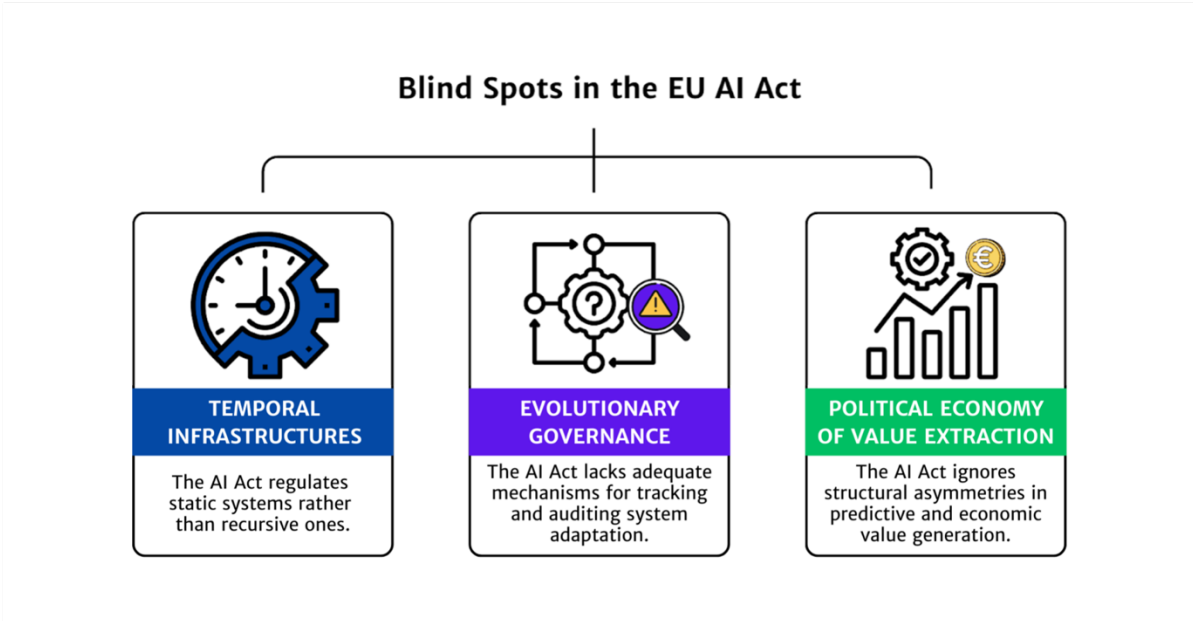 Blind Spots in the EU AI Act
TEMPORAL
INFRASTRUCTURES
The AI Act regulates
static systems rather
than recursive ones.
?
EVOLUTIONARY
GOVERNANCE
The AI Act lacks adequate
mechanisms for tracking
and auditing system
adaptation.
€
POLITICAL ECONOMY
OF VALUE EXTRACTION
The AI Act ignores
structural asymmetries in
predictive and economic
value generation.